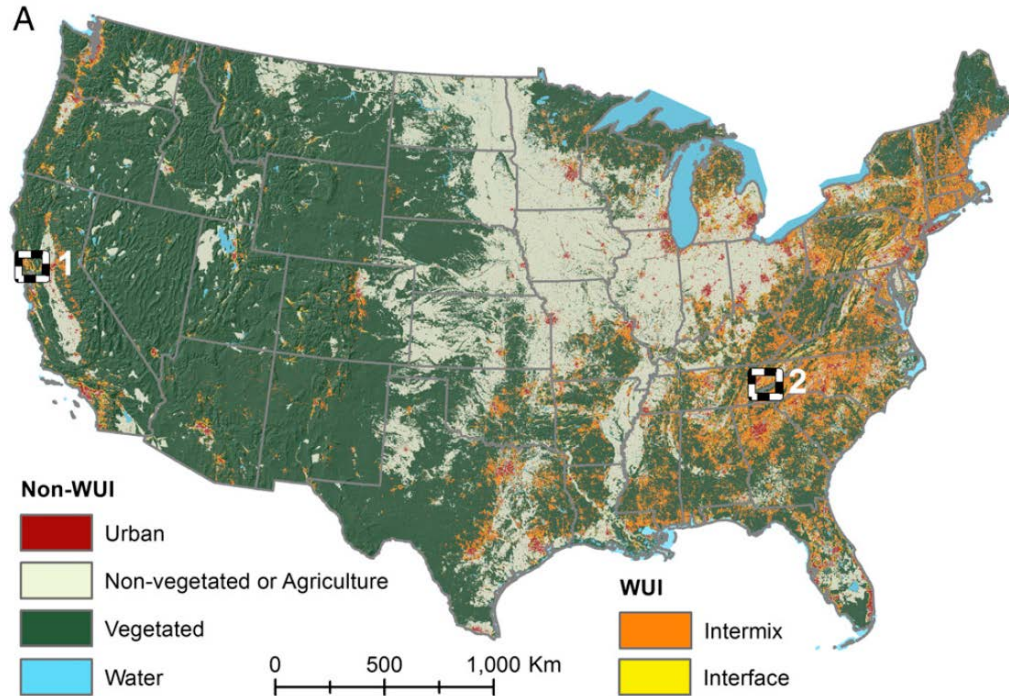 A
1
2
Non-WUI
Urban
Non-vegetated or Agriculture
Vegetated
Water
0 500 1,000 Km
WUI
Intermix
Interface